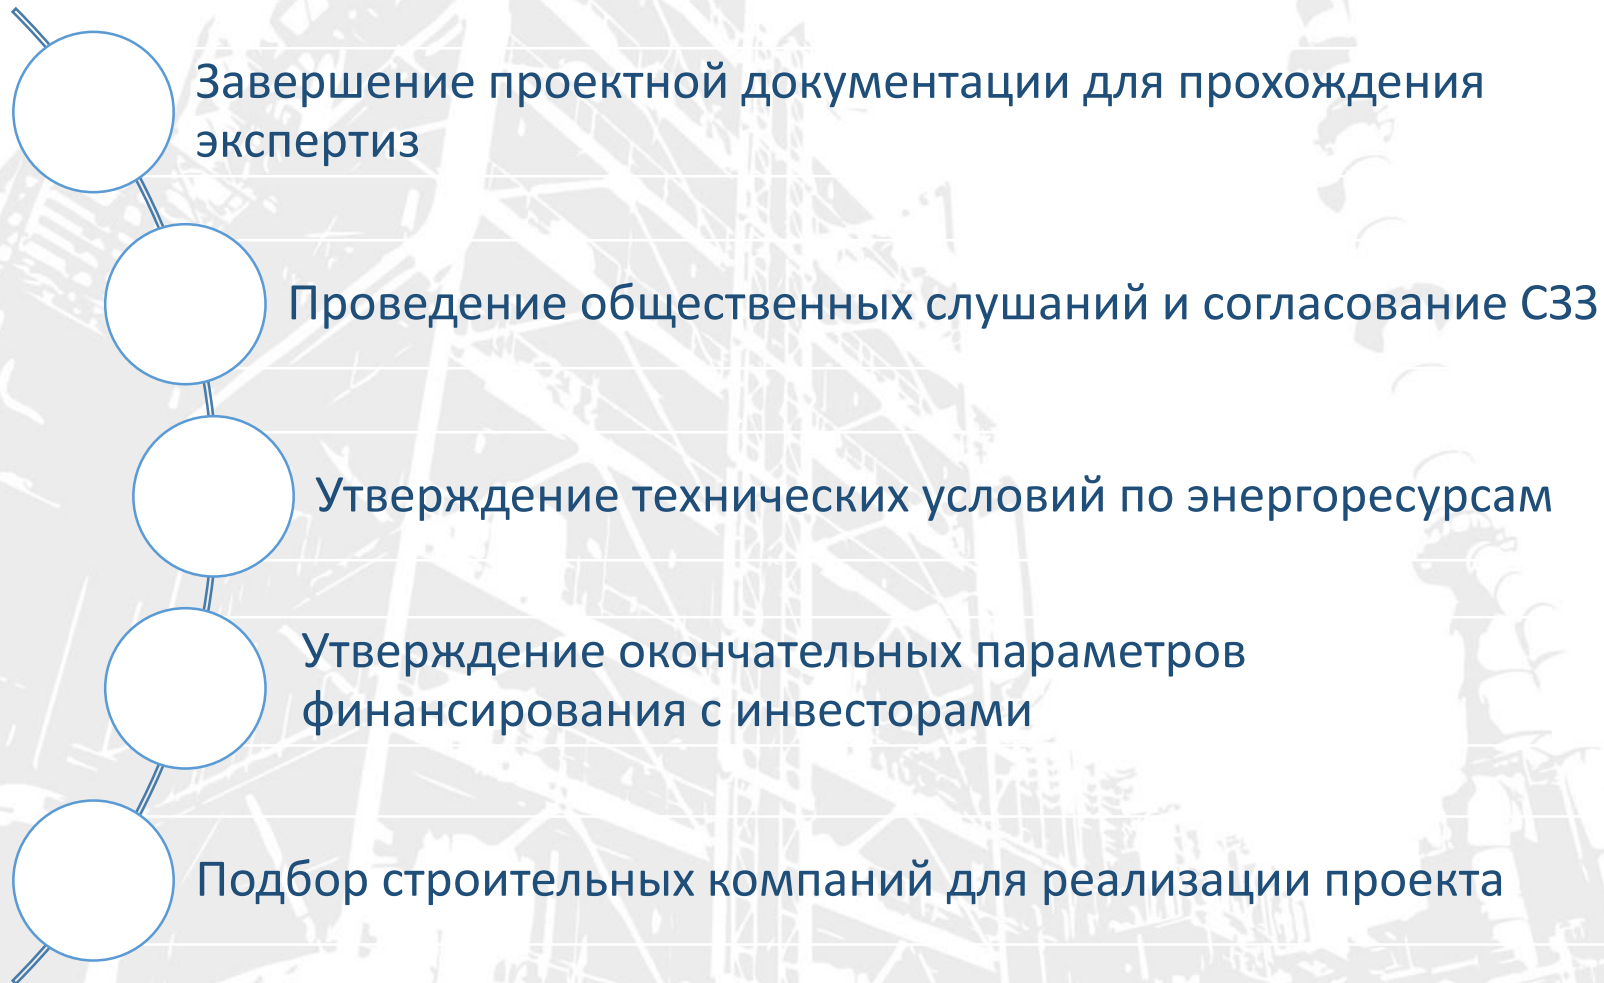 Завершение проектной документации для прохождения
экспертиз
Проведение общественных слушаний и согласование СЗЗ
Утверждение технических условий по энергоресурсам
Утверждение окончательных параметров
финансирования с инвесторами
Подбор строительных компаний для реализации проекта